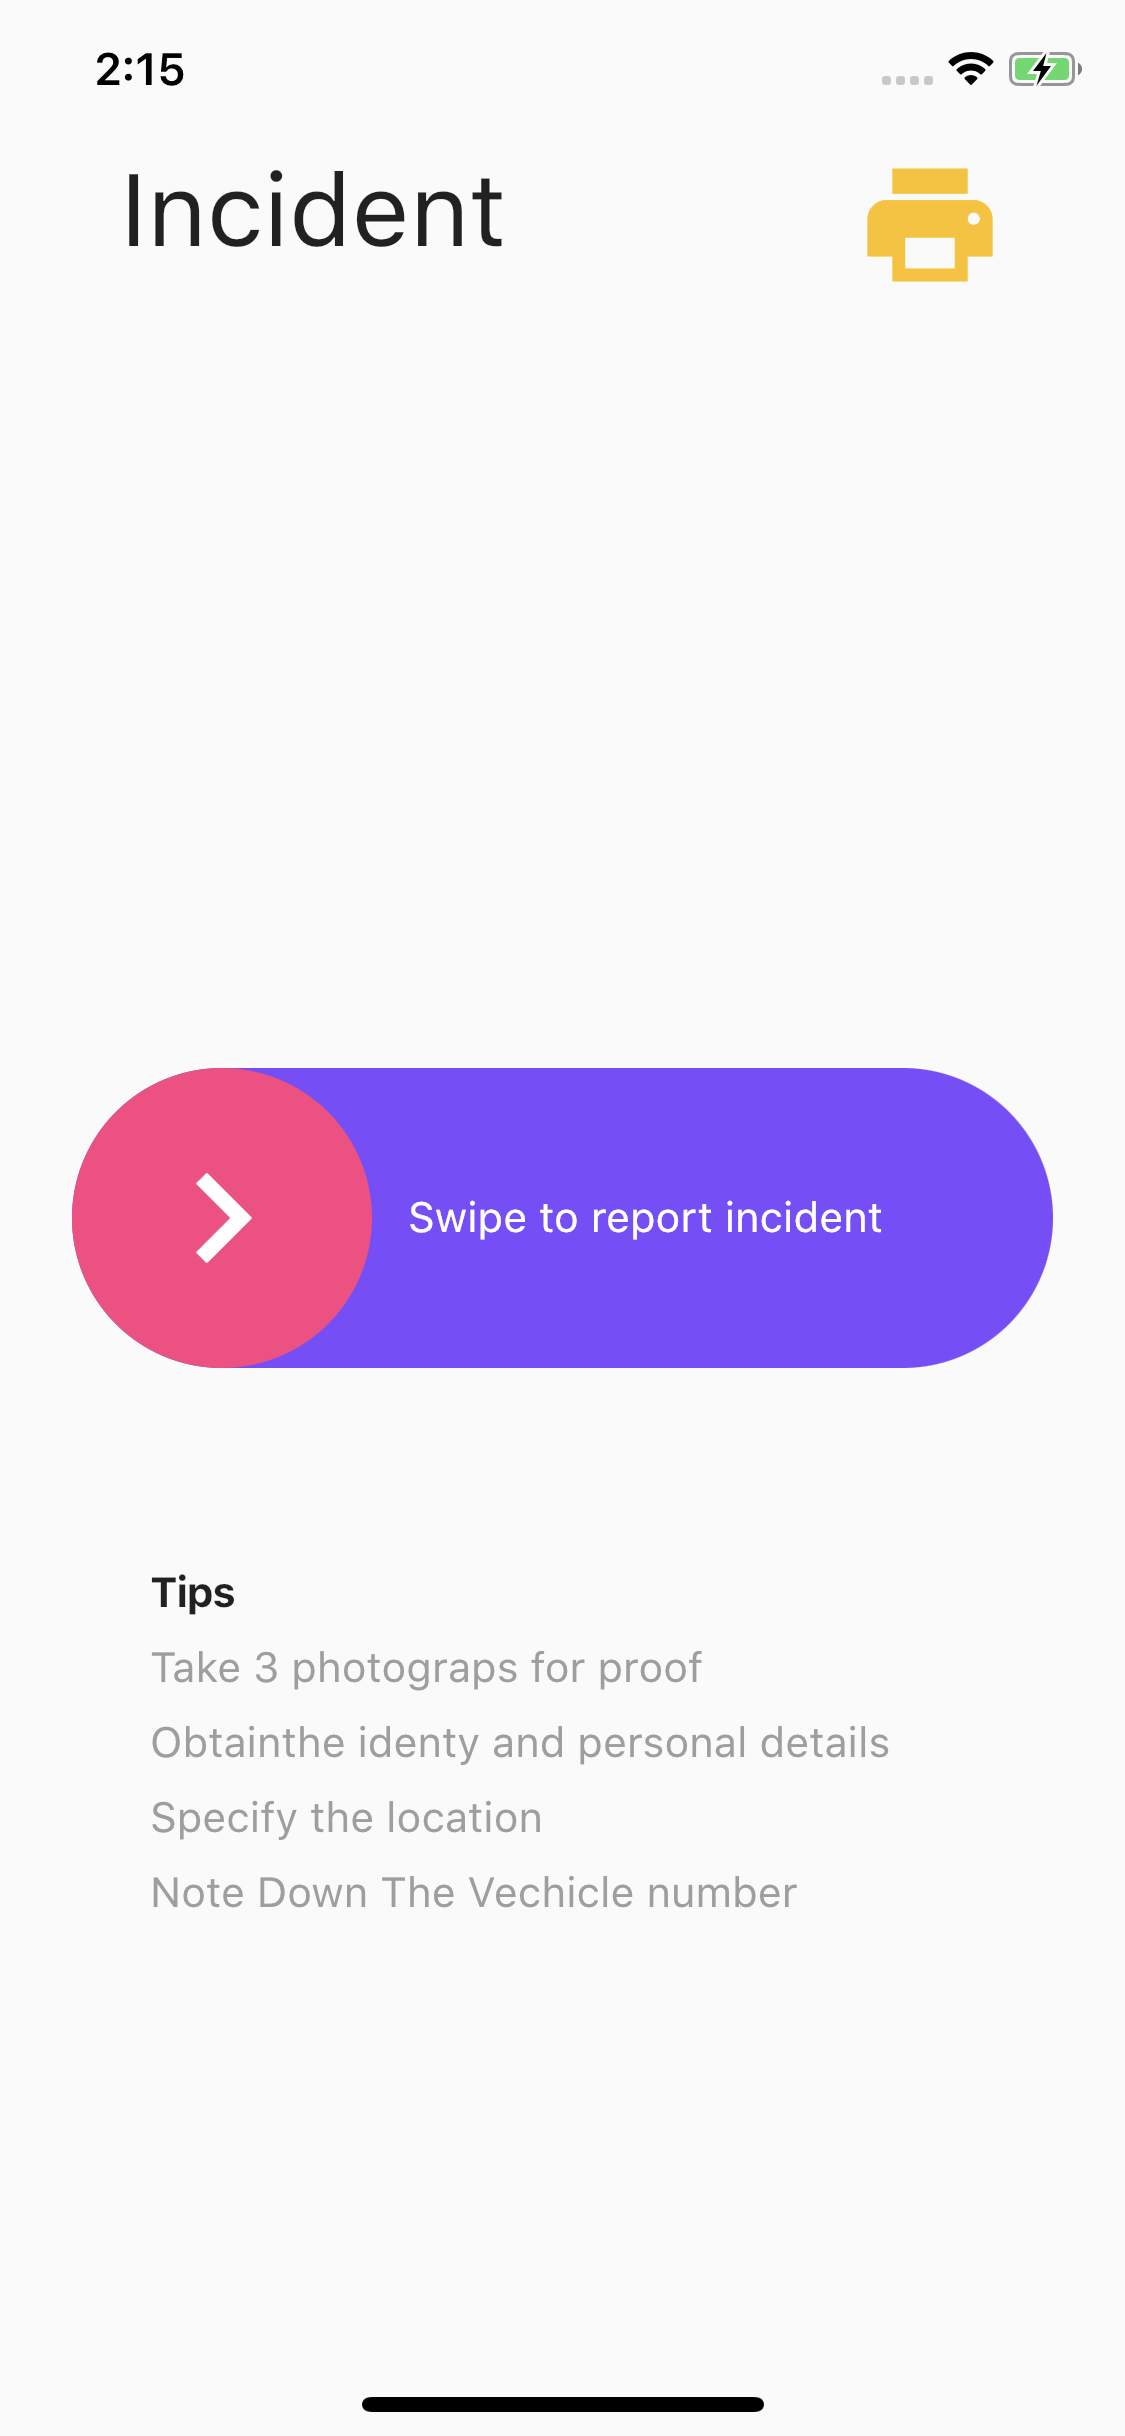 2:15
Incident
Swipe to report incident
Tips
Take 3 photograps for proof
Obtainthe identy and personal details
Specify the location
Note Down The Vechicle number